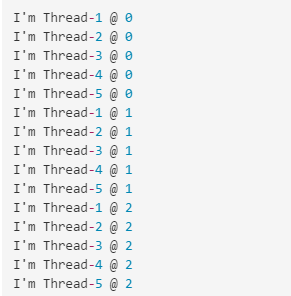 I'm Thread-1 @ 0
I'm Thread-2 @ 0
I'm Thread-3 @ 0
I'm Thread-4 @ 0
I'm Thread-5 @ 0
I'm Thread-1 @ 1
I'm Thread-2 @ 1
I'm Thread-3 @ 1
I'm Thread-4 @ 1
I'm Thread-5 @ 1
I'm Thread-1 @ 2
I'm Thread-2 @ 2
I'm Thread-3 @ 2
I'm Thread-4 @ 2
I'm Thread-5 @ 2